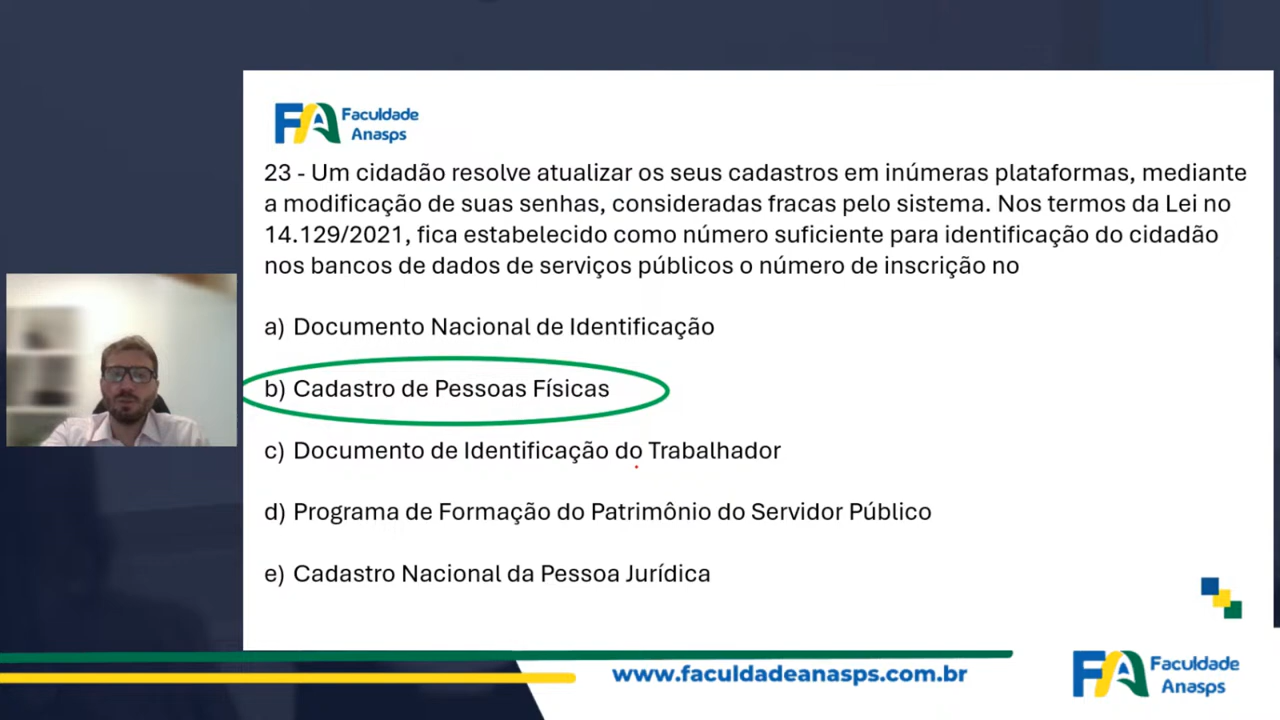 FA Faculdade
Anasps
23 - Um cidadão resolve atualizar os seus cadastros em inúmeras plataformas, mediante
a modificação de suas senhas, consideradas fracas pelo sistema. Nos termos da Lei no
14.129/2021, fica estabelecido como número suficiente para identificação do cidadão
nos bancos de dados de serviços públicos o número de inscrição no
a) Documento Nacional de Identificação
b) Cadastro de Pessoas Físicas
c) Documento de Identificação do Trabalhador
d) Programa de Formação do Patrimônio do Servidor Público
e) Cadastro Nacional da Pessoa Jurídica
www.faculdadeanasps.com.br
FA Faculdade
Anasps